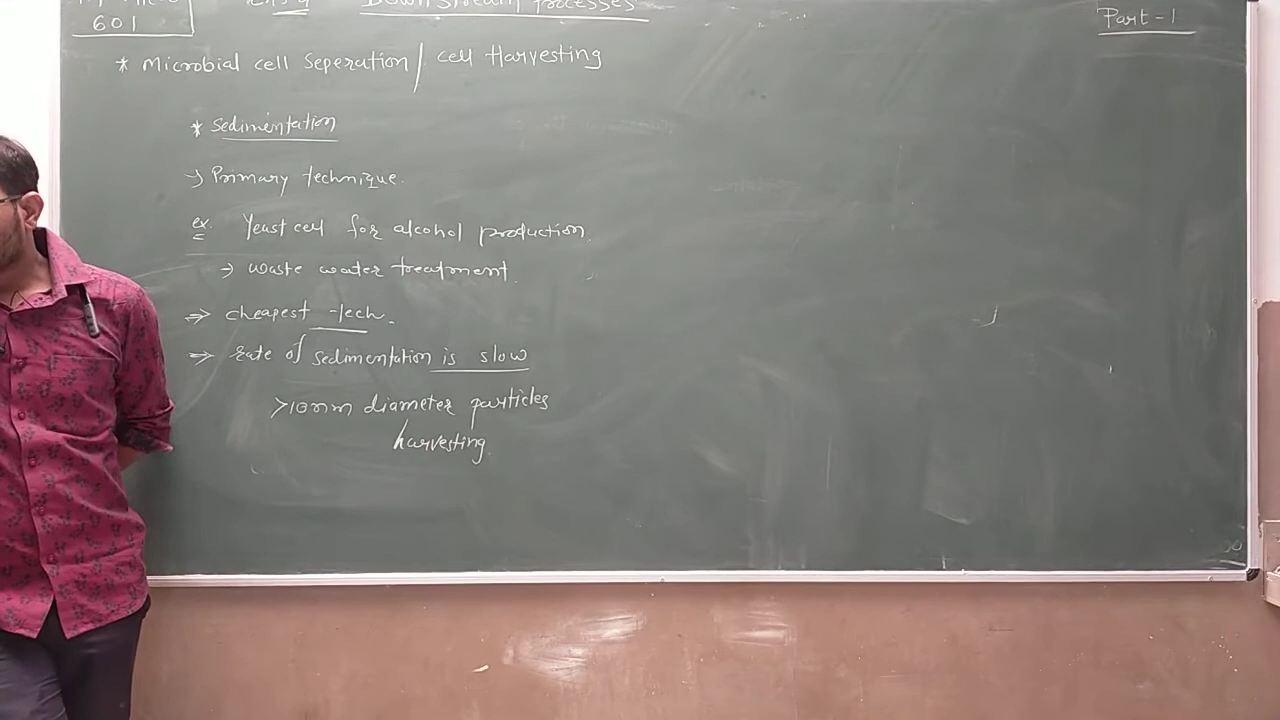 601
Downstream processes
Part-1
* Microbial cell Seperation / cell Harvesting
* Sedimentation
→ Primary technique.
ex. Yeast cell for alcohol production.
→ waste water treatment.
⇒ cheapest tech.
⇒ rate of sedimentation is slow
>10nm diameter particles
harvesting.